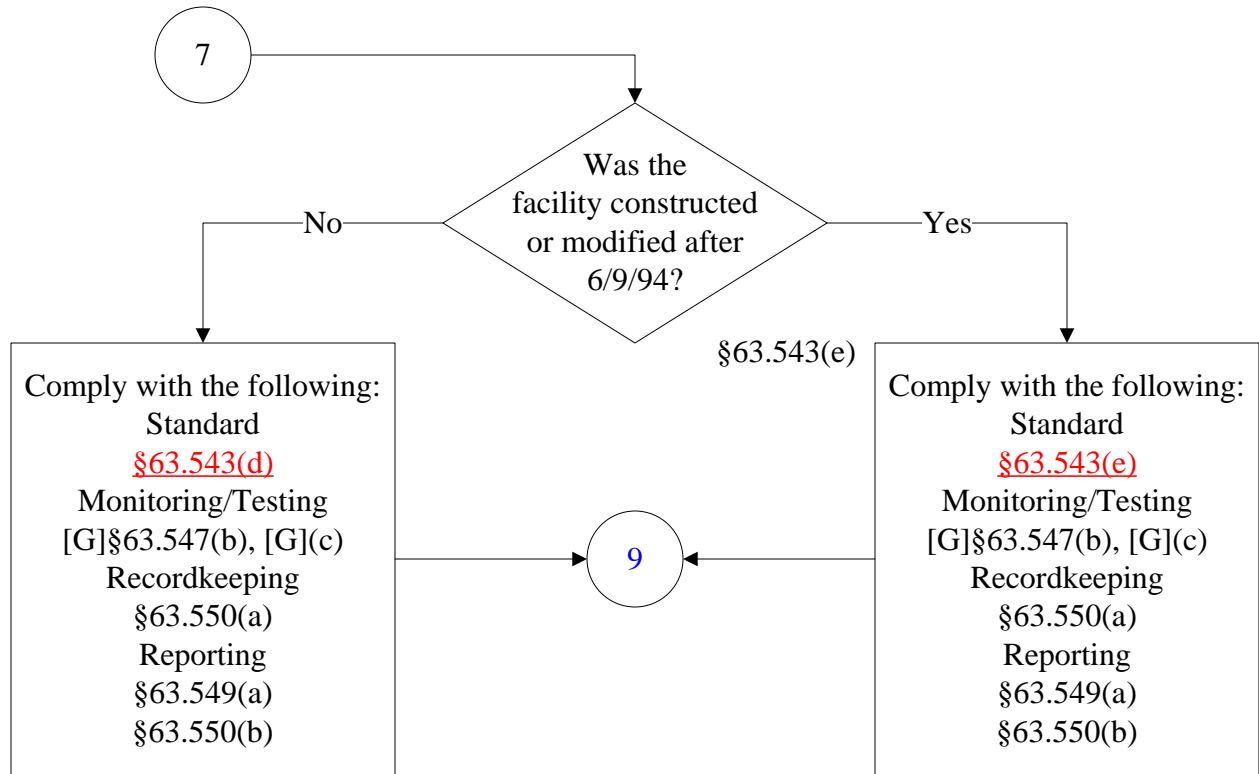 7
Was the
facility constructed
or modified after
6/9/94?
No
Yes
§63.543(e)
Comply with the following:
Standard
§63.543(d)
Monitoring/Testing
[G]§63.547(b), [G](c)
Recordkeeping
§63.550(a)
Reporting
§63.549(a)
§63.550(b)
9
Comply with the following:
Standard
§63.543(e)
Monitoring/Testing
[G]§63.547(b), [G](c)
Recordkeeping
§63.550(a)
Reporting
§63.549(a)
§63.550(b)